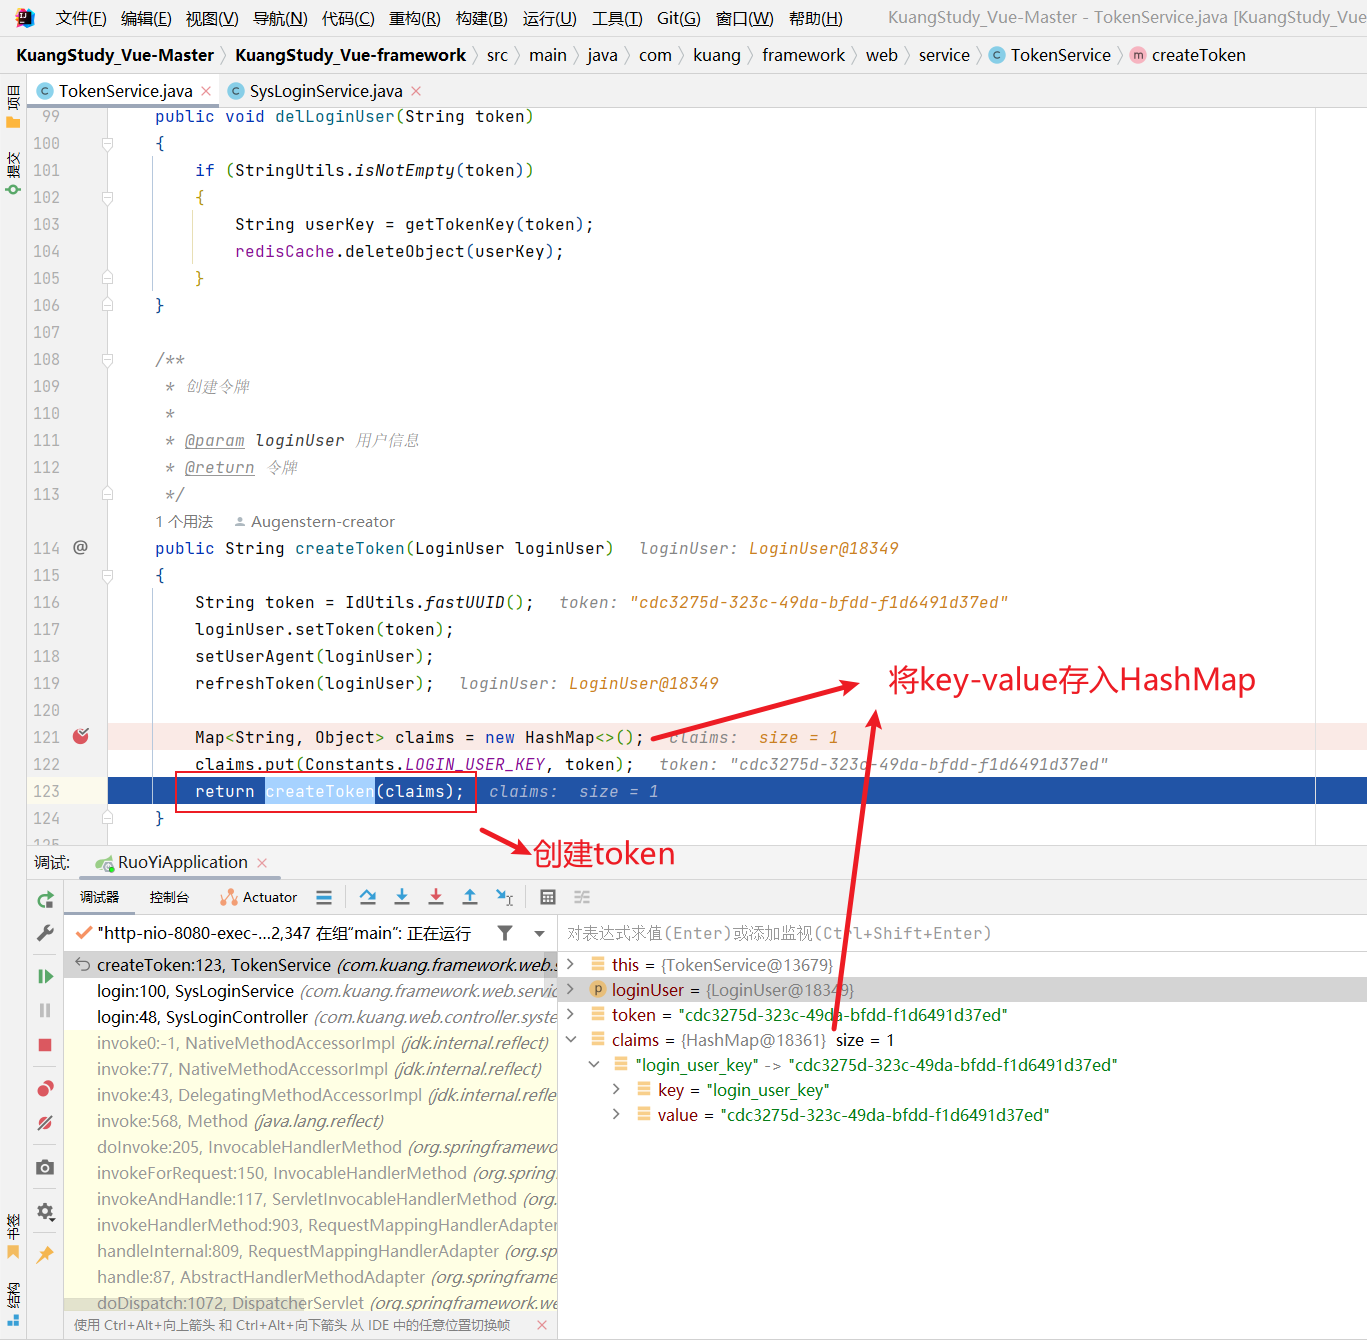 文件(F) 编辑(E) 视图(V) 导航(N) 代码(C) 重构(R) 构建(B) 运行(U) 工具(T) Git(G) 窗口(W) 帮助(H) KuangStudy_Vue-Master - TokenService.java [KuangStudy_Vue
KuangStudy_Vue-Master KuangStudy_Vue-framework src main java com kuang framework web service TokenService createToken
TokenService.java SysLoginService.java
项目
提交
99 public void delLoginUser(String token)
100 {
101 if (StringUtils.isNotEmpty(token))
102 {
103 String userKey = getTokenKey(token);
104 redisCache.deleteObject(userKey);
105 }
106 }
107
108 /**
109 * 创建令牌
110 *
111 * @param loginUser 用户信息
112 * @return 令牌
113 */
1 个用法 Augenstern-creator
114 @ public String createToken(LoginUser loginUser) loginUser: LoginUser@18349
115 {
116 String token = IdUtils.fastUUID(); token: "cdc3275d-323c-49da-bfdd-f1d6491d37ed"
117 loginUser.setToken(token);
118 setUserAgent(loginUser);
119 refreshToken(loginUser); loginUser: LoginUser@18349
将key-value存入HashMap
120
121 Map<String, Object> claims = new HashMap<>(); claims: size = 1
122 claims.put(Constants.LOGIN_USER_KEY, token); token: "cdc3275d-323c-49da-bfdd-f1d6491d37ed"
123 return createToken(claims); claims: size = 1
124 }
125
创建token
调试: RuoYiApplication
调试器 控制台 Actuator
"http-nio-8080-exec-...2,347 在组"main": 正在运行
对表达式求值(Enter)或添加监视(Ctrl+Shift+Enter)
createToken:123, TokenService (com.kuang.framework.web.s
login:100, SysLoginService (com.kuang.framework.web.servic
login:48, SysLoginController (com.kuang.web.controller.syste
invoke0:-1, NativeMethodAccessorImpl (jdk.internal.reflect)
invoke:77, NativeMethodAccessorImpl (jdk.internal.reflect)
invoke:43, DelegatingMethodAccessorImpl (jdk.internal.refle
invoke:568, Method (java.lang.reflect)
doInvoke:205, InvocableHandlerMethod (org.springframewo
invokeForRequest:150, InvocableHandlerMethod (org.spring
invokeAndHandle:117, ServletInvocableHandlerMethod (org.
invokeHandlerMethod:903, RequestMappingHandlerAdapter
handleInternal:809, RequestMappingHandlerAdapter (org.sp
handle:87, AbstractHandlerMethodAdapter (org.springframe
doDispatch:1072, DispatcherServlet (org.springframework.we
this = {TokenService@13679}
loginUser = {LoginUser@18349}
token = "cdc3275d-323c-49da-bfdd-f1d6491d37ed"
claims = {HashMap@18361} size = 1
"login_user_key" -> "cdc3275d-323c-49da-bfdd-f1d6491d37ed"
key = "login_user_key"
value = "cdc3275d-323c-49da-bfdd-f1d6491d37ed"
书签
结构
使用 Ctrl+Alt+向上箭头 和 Ctrl+Alt+向下箭头 从 IDE 中的任意位置切换帧